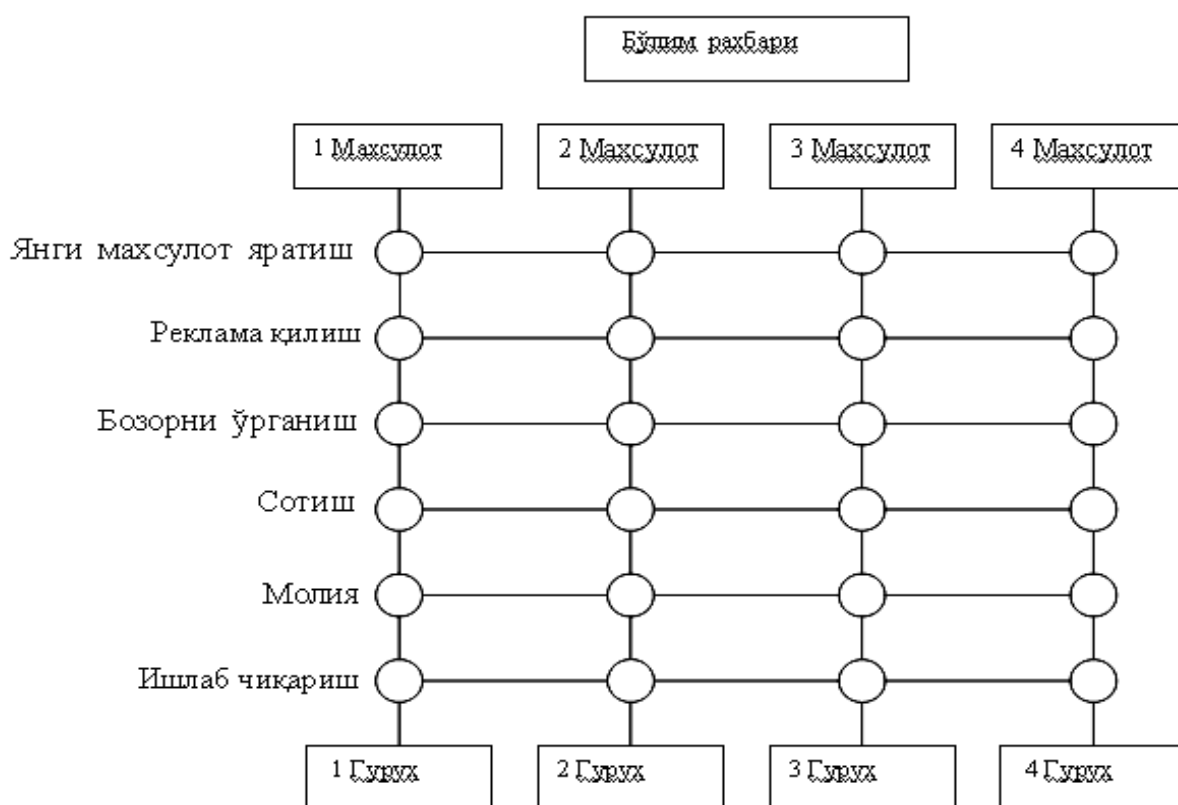 Бўлим рахбари
1 Махсулот
2 Махсулот
3 Махсулот
4 Махсулот
Янги махсулот яратиш
Реклама қилиш
Бозорни ўрганиш
Сотиш
Молия
Ишлаб чиқариш
1 Гурух
2 Гурух
3 Гурух
4 Гурух